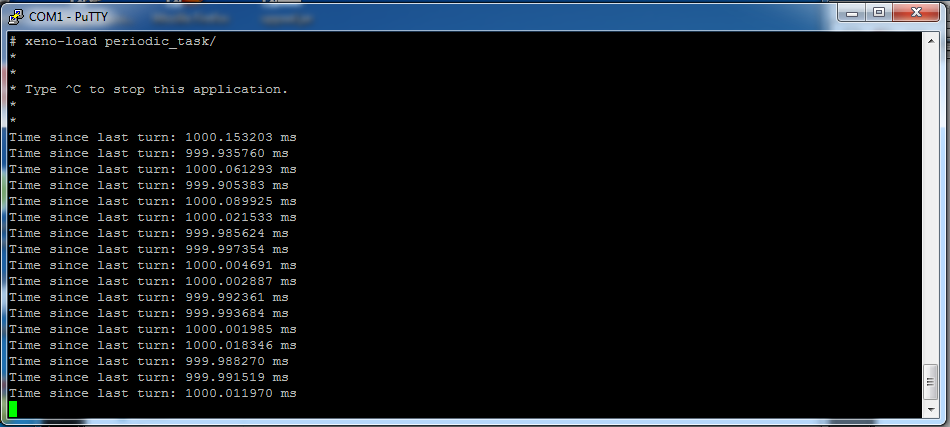 COM1 - PuTTY
# xeno-load periodic_task/
*
*
* Type ^C to stop this application.
*
*
Time since last turn: 1000.153203 ms
Time since last turn: 999.935760 ms
Time since last turn: 1000.061293 ms
Time since last turn: 999.905383 ms
Time since last turn: 1000.089925 ms
Time since last turn: 1000.021533 ms
Time since last turn: 999.985624 ms
Time since last turn: 999.997354 ms
Time since last turn: 1000.004691 ms
Time since last turn: 1000.002887 ms
Time since last turn: 999.992361 ms
Time since last turn: 999.993684 ms
Time since last turn: 1000.001985 ms
Time since last turn: 1000.018346 ms
Time since last turn: 999.988270 ms
Time since last turn: 999.991519 ms
Time since last turn: 1000.011970 ms